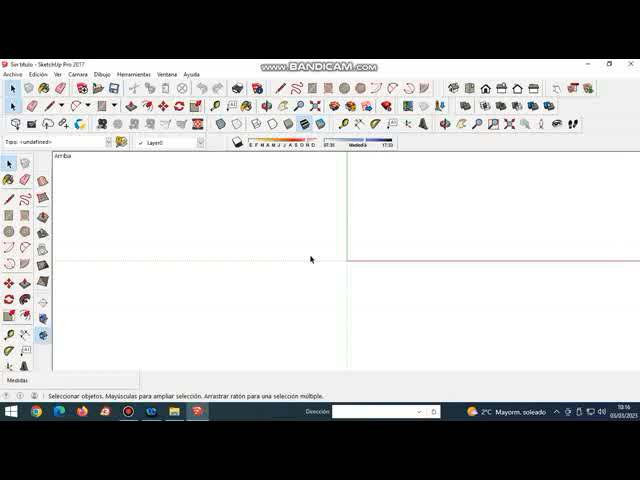 www.BANDICAM.com
Sin título - SketchUp Pro 2017
Archivo Edición Ver Cámara Dibujo Herramientas Ventana Ayuda
Tipo: <undefined>
Layer0
E F M A M J J A S O N D
07:35 Mediodía 17:23
Arriba
Medidas
Seleccionar objetos. Mayúsculas para ampliar selección. Arrastrar ratón para una selección múltiple.
Dirección
2°C Mayorm. soleado
10:16
03/03/2023